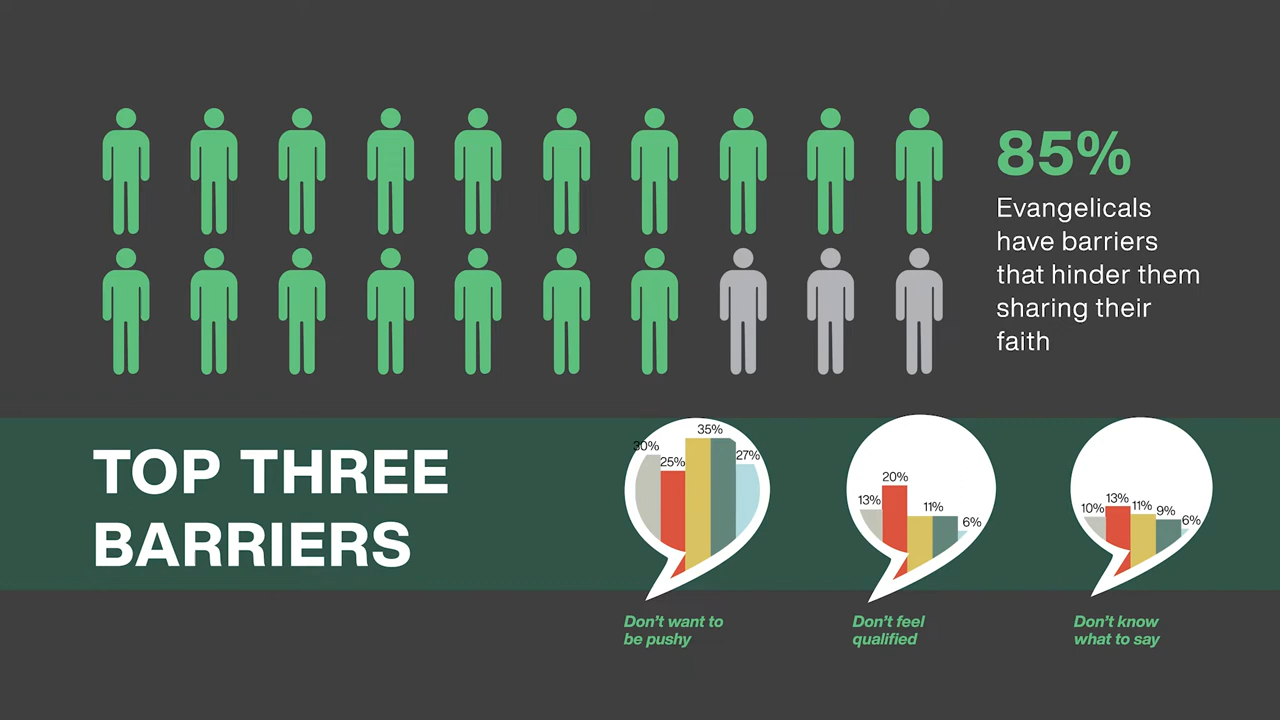 85%
Evangelicals
have barriers
that hinder them
sharing their
faith
TOP THREE
BARRIERS
30%
25%
35%
27%
Don't want to
be pushy
13%
20%
11%
6%
Don't feel
qualified
10%
13%
11%
9%
6%
Don't know
what to say